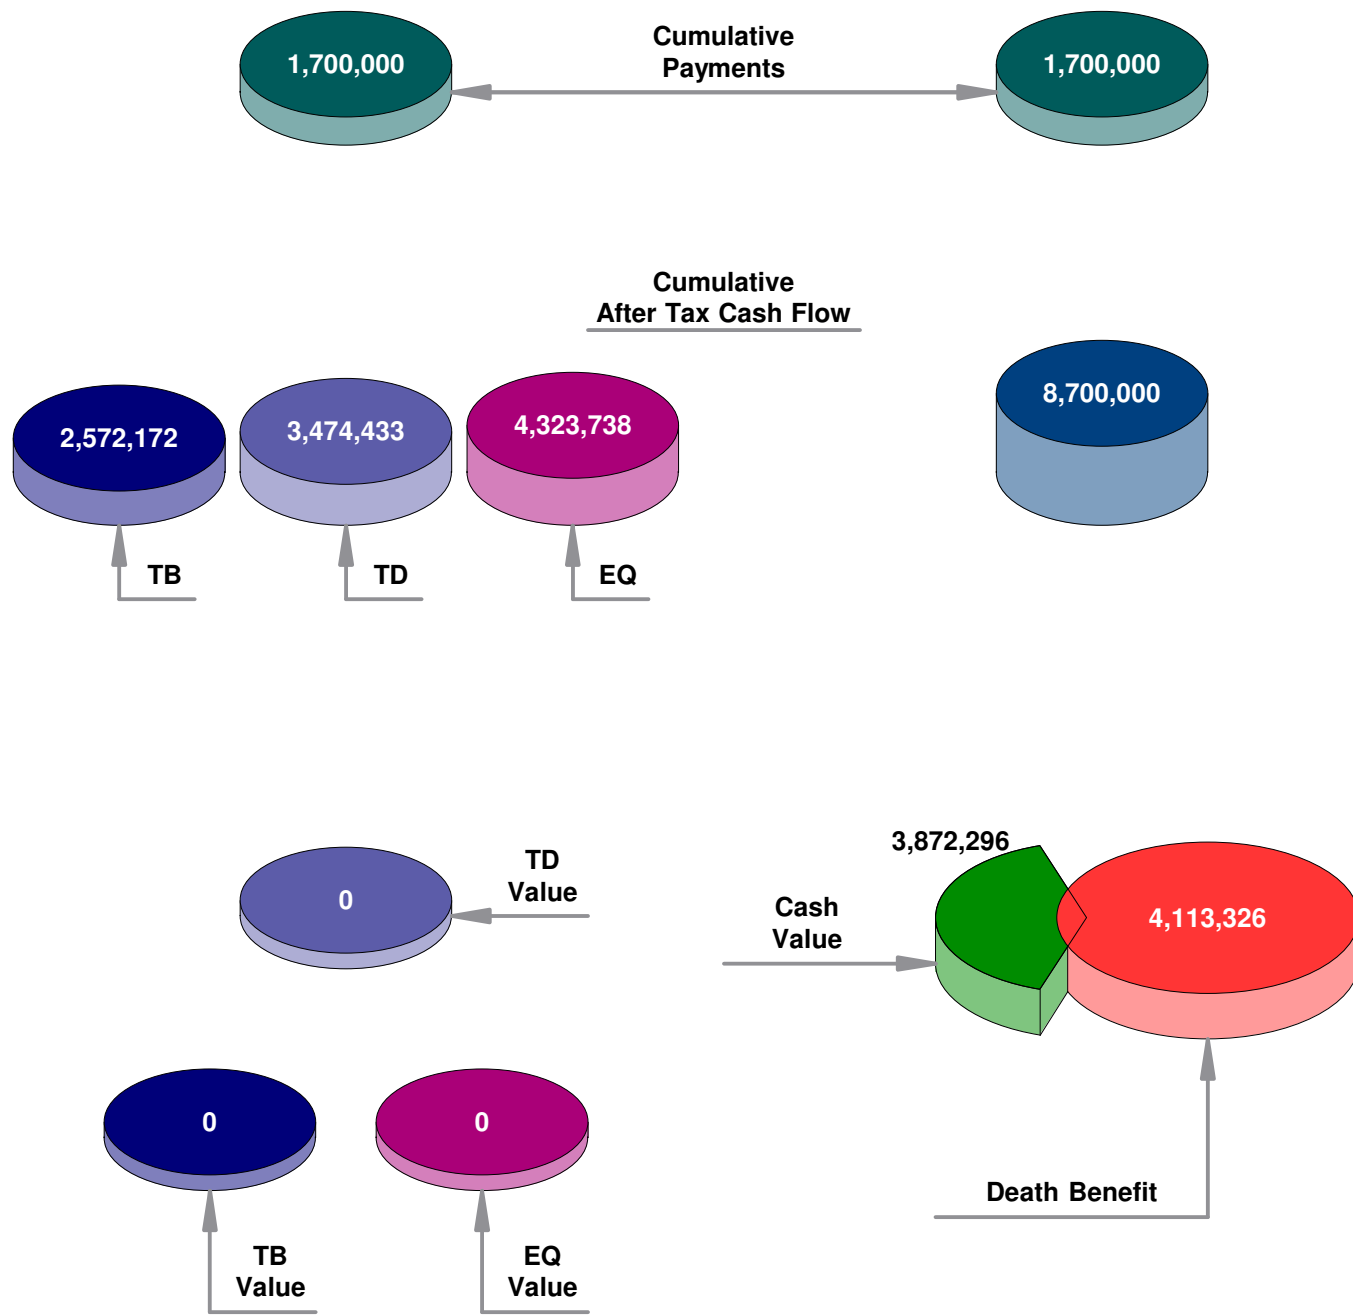 Cumulative
Payments
1,700,000
1,700,000
Cumulative
After Tax Cash Flow
2,572,172
3,474,433
4,323,738
8,700,000
TB
TD
EQ
3,872,296
TD
Value
0
Cash
Value
4,113,326
0
0
Death Benefit
TB
Value
EQ
Value